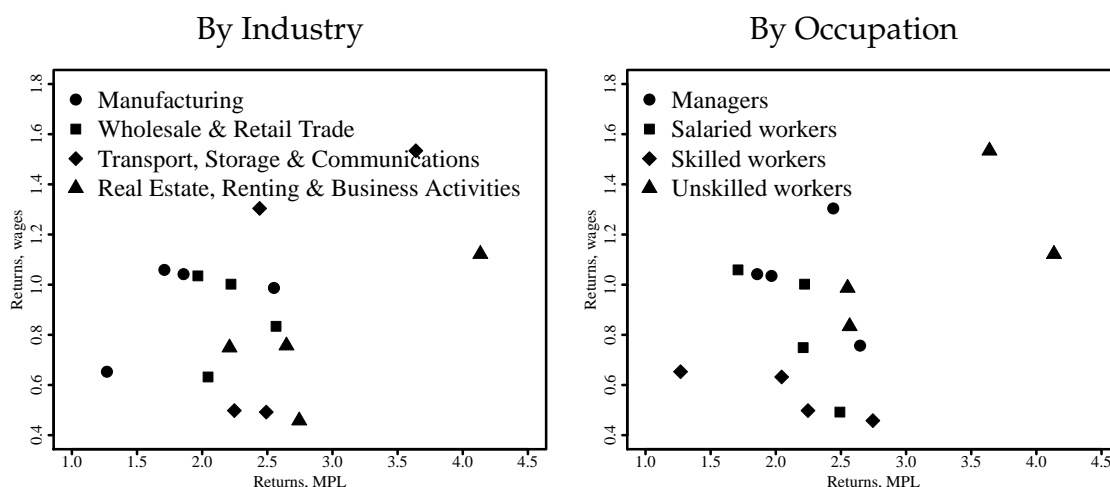 By Industry
1.8
1.6
1.4
1.2
1.0
0.8
0.6
0.4
Returns, wages
Manufacturing
Wholesale & Retail Trade
Transport, Storage & Communications
Real Estate, Renting & Business Activities
1.0 1.5 2.0 2.5 3.0 3.5 4.0 4.5
Returns, MPL
By Occupation
1.8
1.6
1.4
1.2
1.0
0.8
0.6
0.4
Returns, wages
Managers
Salaried workers
Skilled workers
Unskilled workers
1.0 1.5 2.0 2.5 3.0 3.5 4.0 4.5
Returns, MPL